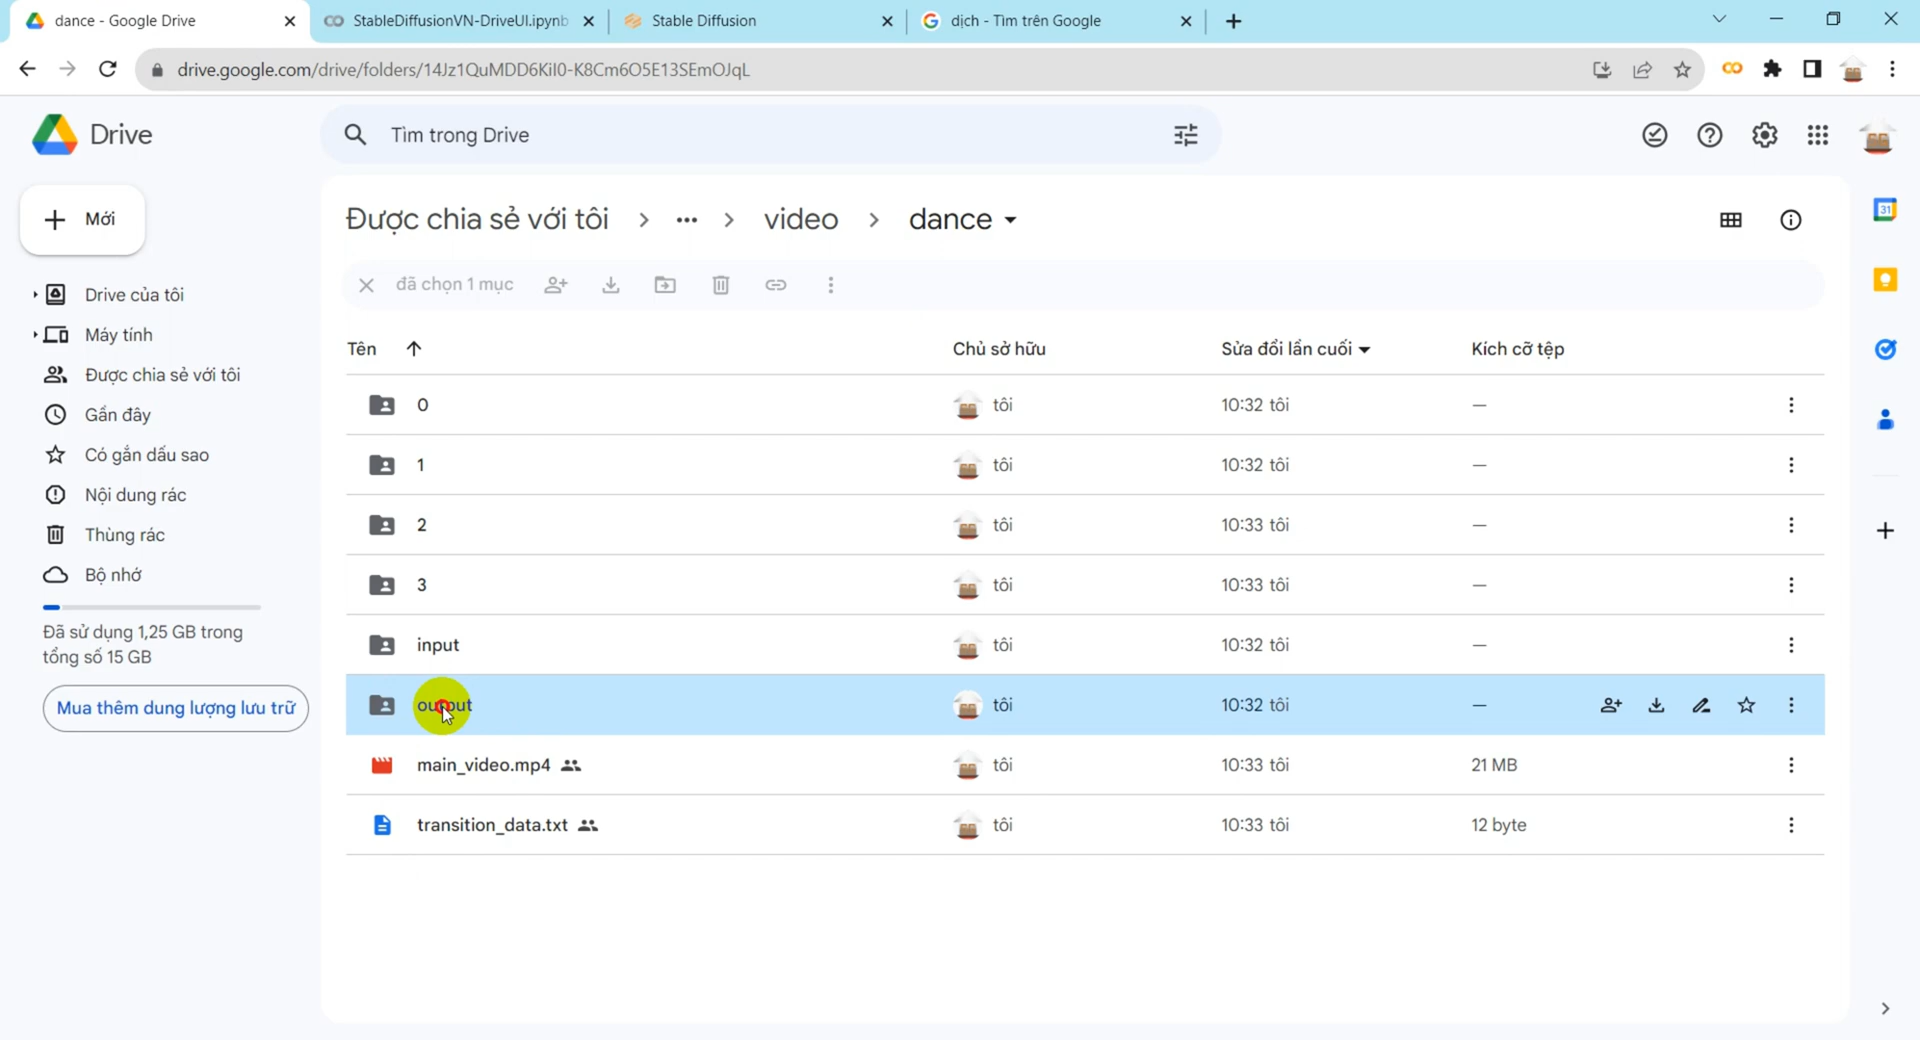 dance - Google Drive
StableDiffusionVN-DriveUI.ipynb
Stable Diffusion
dịch - Tìm trên Google
drive.google.com/drive/folders/14Jz1QuMDD6KiI0-K8Cm6O5E13SEmOJqL
Drive
Tìm trong Drive
Mới
Được chia sẻ với tôi > ... > video > dance
đã chọn 1 mục
Drive của tôi
Máy tính
Được chia sẻ với tôi
Gần đây
Có gắn dấu sao
Nội dung rác
Thùng rác
Bộ nhớ
Đã sử dụng 1,25 GB trong
tổng số 15 GB
Mua thêm dung lượng lưu trữ
Tên Chủ sở hữu Sửa đổi lần cuối Kích cỡ tệp
0 tôi 10:32 tôi —
1 tôi 10:32 tôi —
2 tôi 10:33 tôi —
3 tôi 10:33 tôi —
input tôi 10:32 tôi —
output tôi 10:32 tôi —
main_video.mp4 tôi 10:33 tôi 21 MB
transition_data.txt tôi 10:33 tôi 12 byte
31